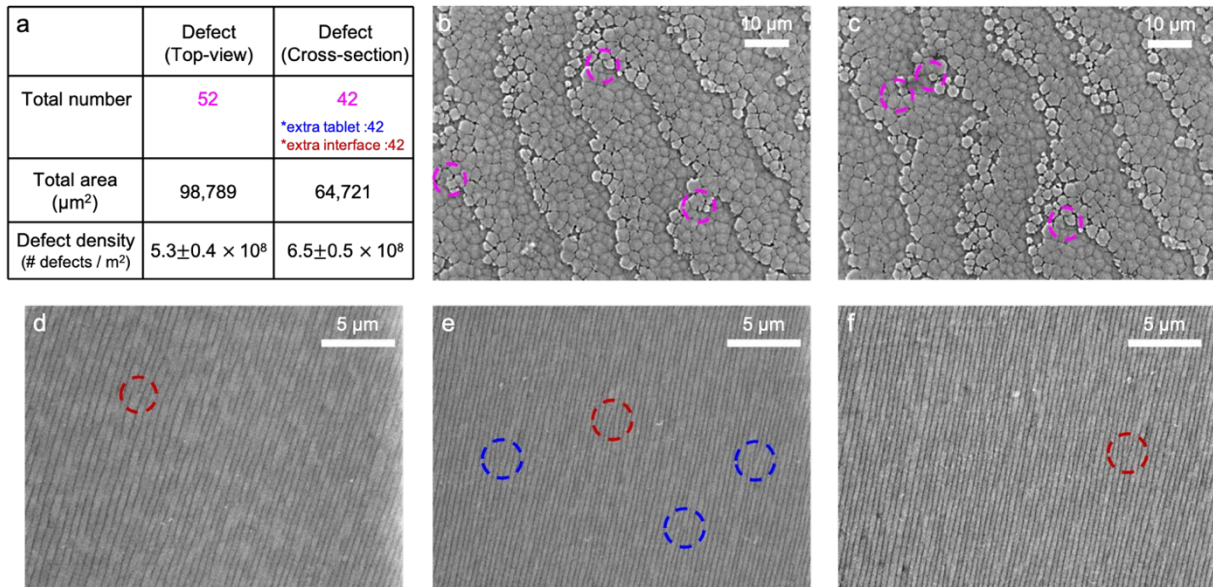 a
Defect
(Top-view)
Defect
(Cross-section)
Total number
52
42
*extra tablet :42
*extra interface :42
Total area
(μm²)
98,789
64,721
Defect density
(# defects / m²)
5.3±0.4 × 10⁸
6.5±0.5 × 10⁸
b
10 μm
c
10 μm
d
5 μm
e
5 μm
f
5 μm